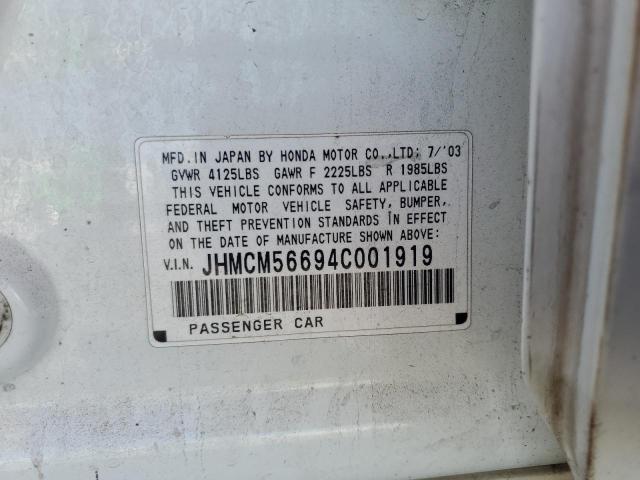 MFD. IN JAPAN BY HONDA MOTOR CO.,LTD; 7/'03
GVWR 4125LBS GAWR F 2225LBS R 1985LBS
THIS VEHICLE CONFORMS TO ALL APPLICABLE
FEDERAL MOTOR VEHICLE SAFETY, BUMPER,
AND THEFT PREVENTION STANDARDS IN EFFECT
ON THE DATE OF MANUFACTURE SHOWN ABOVE:
V.I.N. JHMCM56694C001919
PASSENGER CAR